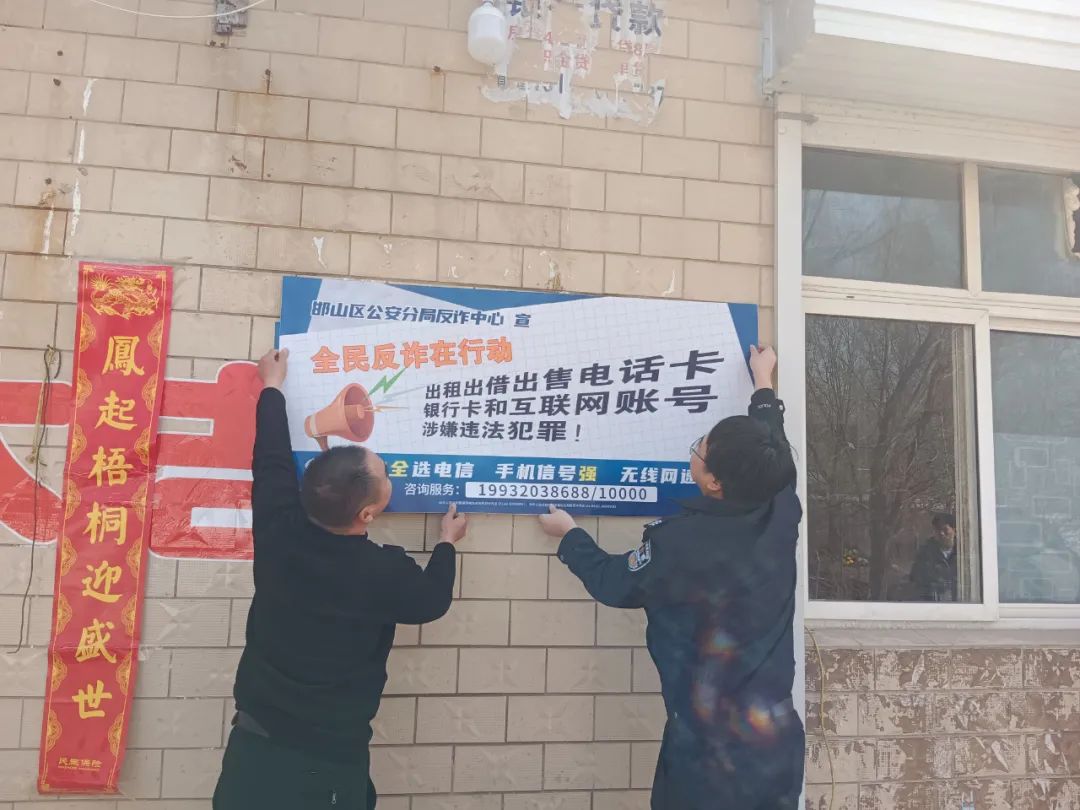 款
邯山区公安分局反诈中心 宣
全民反诈在行动
出租出借出售电话卡
银行卡和互联网账号
涉嫌违法犯罪！
全选电信 手机信号强 无线网速
咨询服务：19932038688/10000
鳳起梧桐迎盛世